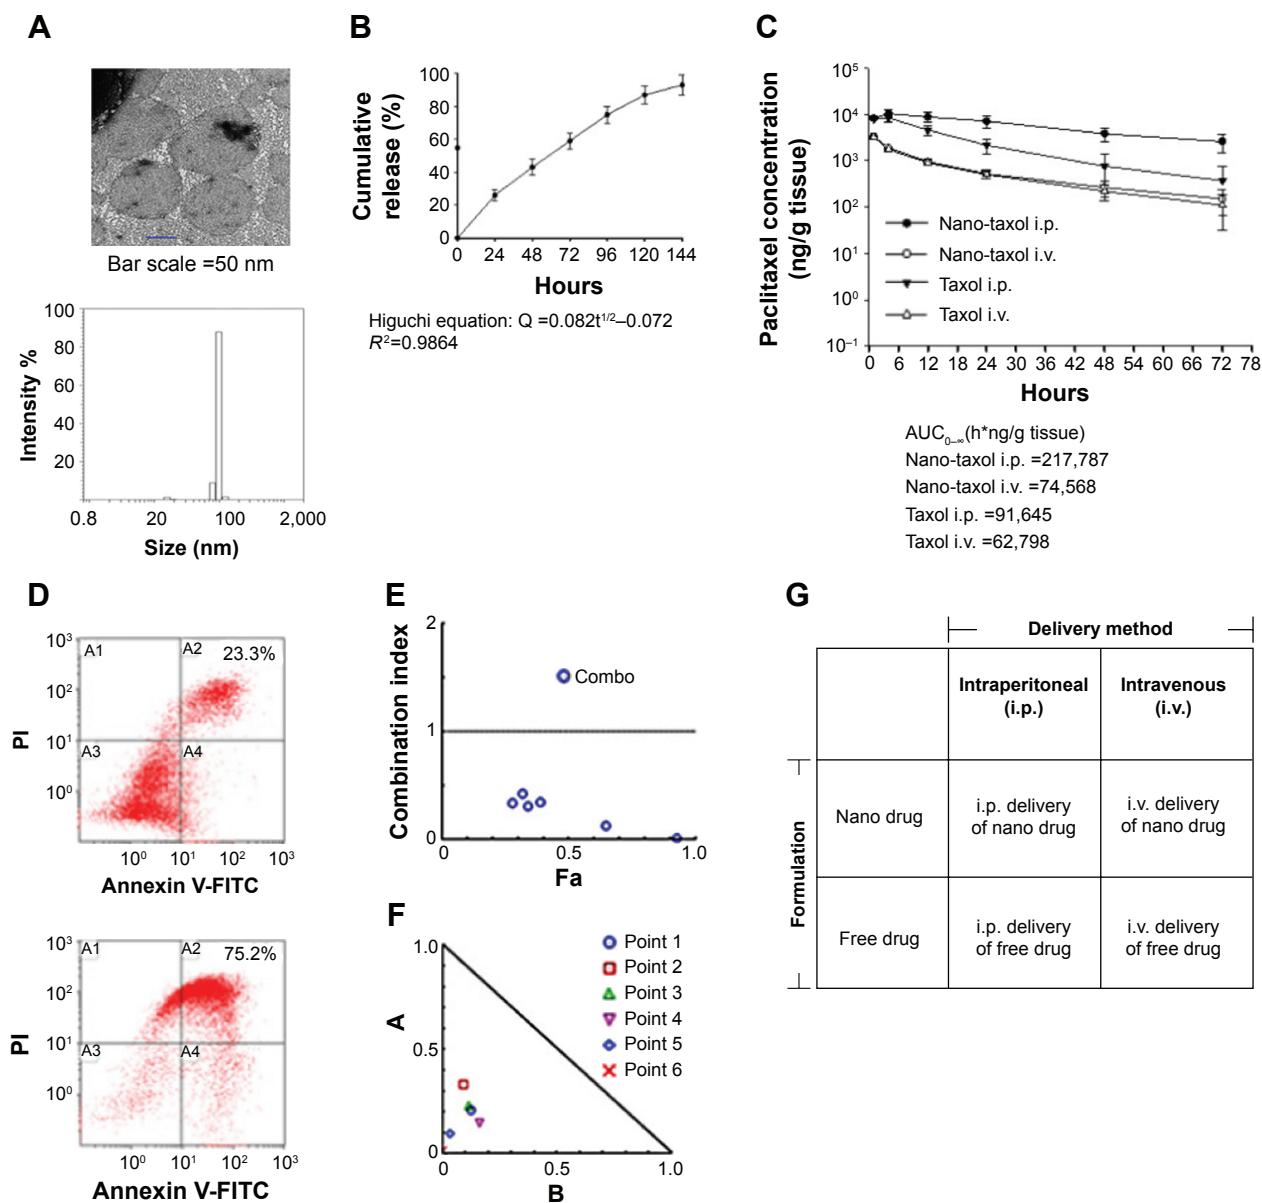 A
Bar scale =50 nm
Intensity %
100
80
60
40
20
0.8 20 100 2,000
Size (nm)
B
Cumulative
release (%)
100
80
60
40
20
0
0 24 48 72 96 120 144
Hours
Higuchi equation: Q =0.082t^1/2–0.072
R²=0.9864
C
Paclitaxel concentration
(ng/g tissue)
10⁵
10⁴
10³
10²
10¹
10⁰
10⁻¹
Nano-taxol i.p.
Nano-taxol i.v.
Taxol i.p.
Taxol i.v.
0 6 12 18 24 30 36 42 48 54 60 66 72 78
Hours
AUC₀₋∞(h*ng/g tissue)
Nano-taxol i.p. =217,787
Nano-taxol i.v. =74,568
Taxol i.p. =91,645
Taxol i.v. =62,798
D
PI
10³
10²
10¹
10⁰
A1 A2 23.3%
A3 A4
10⁰ 10¹ 10² 10³
Annexin V-FITC
PI
10³
10²
10¹
10⁰
A1 A2 75.2%
A3 A4
10⁰ 10¹ 10² 10³
Annexin V-FITC
E
Combination index
2
1
0
Combo
0 0.5 1.0
Fa
F
A
1.0
0.5
0
Point 1
Point 2
Point 3
Point 4
Point 5
Point 6
0 0.5 1.0
B
G
Delivery method
Intraperitoneal
(i.p.)
Intravenous
(i.v.)
Formulation
Nano drug
i.p. delivery
of nano drug
i.v. delivery
of nano drug
Free drug
i.p. delivery
of free drug
i.v. delivery
of free drug